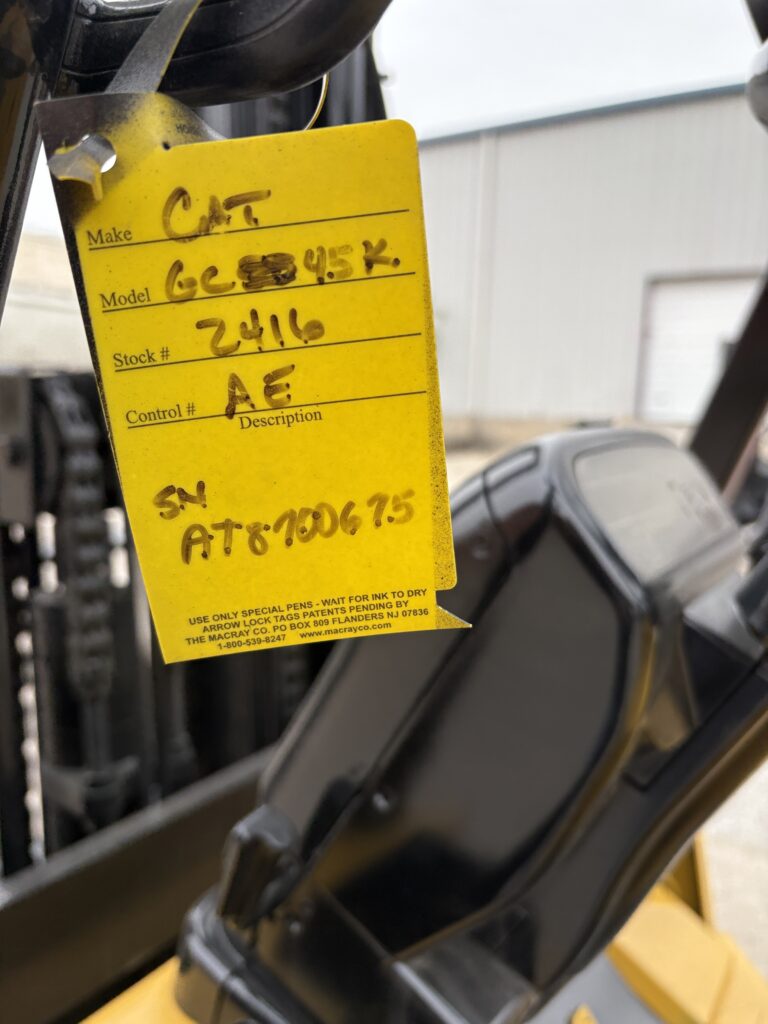 Make CAT
Model GC 45K.
Stock # 2416
Control # AE
Description
SN
AT8700675
USE ONLY SPECIAL PENS - WAIT FOR INK TO DRY
ARROW LOCK TAGS PATENTS PENDING BY
THE MACRAY CO. PO BOX 809 FLANDERS NJ 07836
1-800-539-8247 www.macrayco.com